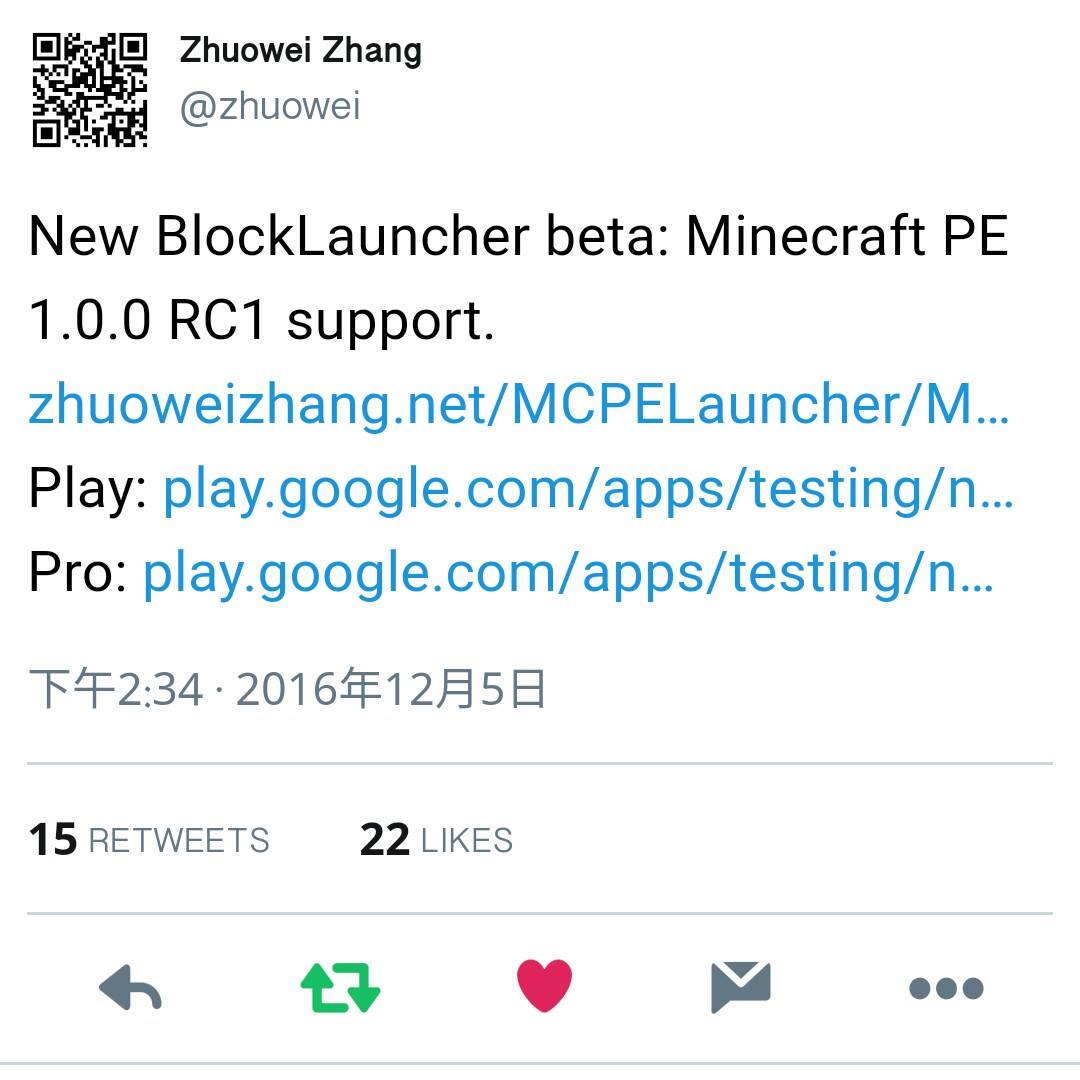 Zhuowei Zhang
@zhuowei
New BlockLauncher beta: Minecraft PE
1.0.0 RC1 support.
zhuoweizhang.net/MCPELauncher/M…
Play: play.google.com/apps/testing/n…
Pro: play.google.com/apps/testing/n…
下午2:34 · 2016年12月5日
15 RETWEETS 22 LIKES